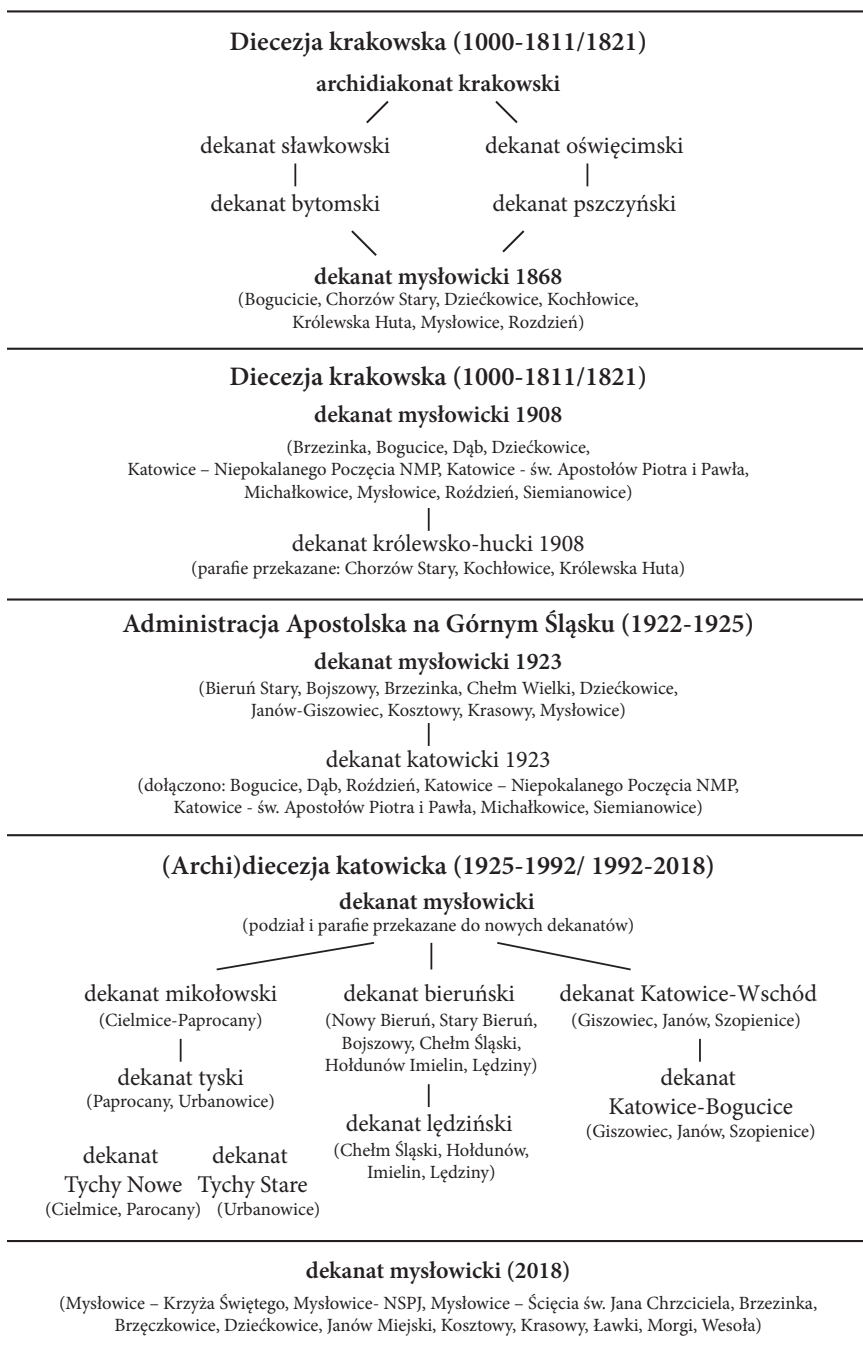 Diecezja krakowska (1000-1811/1821)
archidiakonat krakowski
dekanat sławkowski
dekanat oświęcimski
dekanat bytomski
dekanat pszczyński
dekanat mysłowicki 1868
(Bogucicie, Chorzów Stary, Dziećkowice, Kochłowice,
Królewska Huta, Mysłowice, Rozdzień)
Diecezja krakowska (1000-1811/1821)
dekanat mysłowicki 1908
(Brzezinka, Bogucice, Dąb, Dziećkowice,
Katowice – Niepokalanego Poczęcia NMP, Katowice - św. Apostołów Piotra i Pawła,
Michałkowice, Mysłowice, Roździeń, Siemianowice)
dekanat królewsko-hucki 1908
(parafie przekazane: Chorzów Stary, Kochłowice, Królewska Huta)
Administracja Apostolska na Górnym Śląsku (1922-1925)
dekanat mysłowicki 1923
(Bieruń Stary, Bojszowy, Brzezinka, Chełm Wielki, Dziećkowice,
Janów-Giszowiec, Kosztowy, Krasowy, Mysłowice)
dekanat katowicki 1923
(dołączono: Bogucice, Dąb, Roździeń, Katowice – Niepokalanego Poczęcia NMP,
Katowice - św. Apostołów Piotra i Pawła, Michałkowice, Siemianowice)
(Archi)diecezja katowicka (1925-1992/ 1992-2018)
dekanat mysłowicki
(podział i parafie przekazane do nowych dekanatów)
dekanat mikołowski
(Cielmice-Paprocany)
dekanat tyski
(Paprocany, Urbanowice)
dekanat
Tychy Nowe
(Cielmice, Parocany)
dekanat
Tychy Stare
(Urbanowice)
dekanat bieruński
(Nowy Bieruń, Stary Bieruń,
Bojszowy, Chełm Śląski,
Hołdunów Imielin, Lędziny)
dekanat lędziński
(Chełm Śląski, Hołdunów,
Imielin, Lędziny)
dekanat Katowice-Wschód
(Giszowiec, Janów, Szopienice)
dekanat
Katowice-Bogucice
(Giszowiec, Janów, Szopienice)
dekanat mysłowicki (2018)
(Mysłowice – Krzyża Świętego, Mysłowice- NSPJ, Mysłowice – Ścięcia św. Jana Chrzciciela, Brzezinka,
Brzęczkowice, Dziećkowice, Janów Miejski, Kosztowy, Krasowy, Ławki, Morgi, Wesoła)